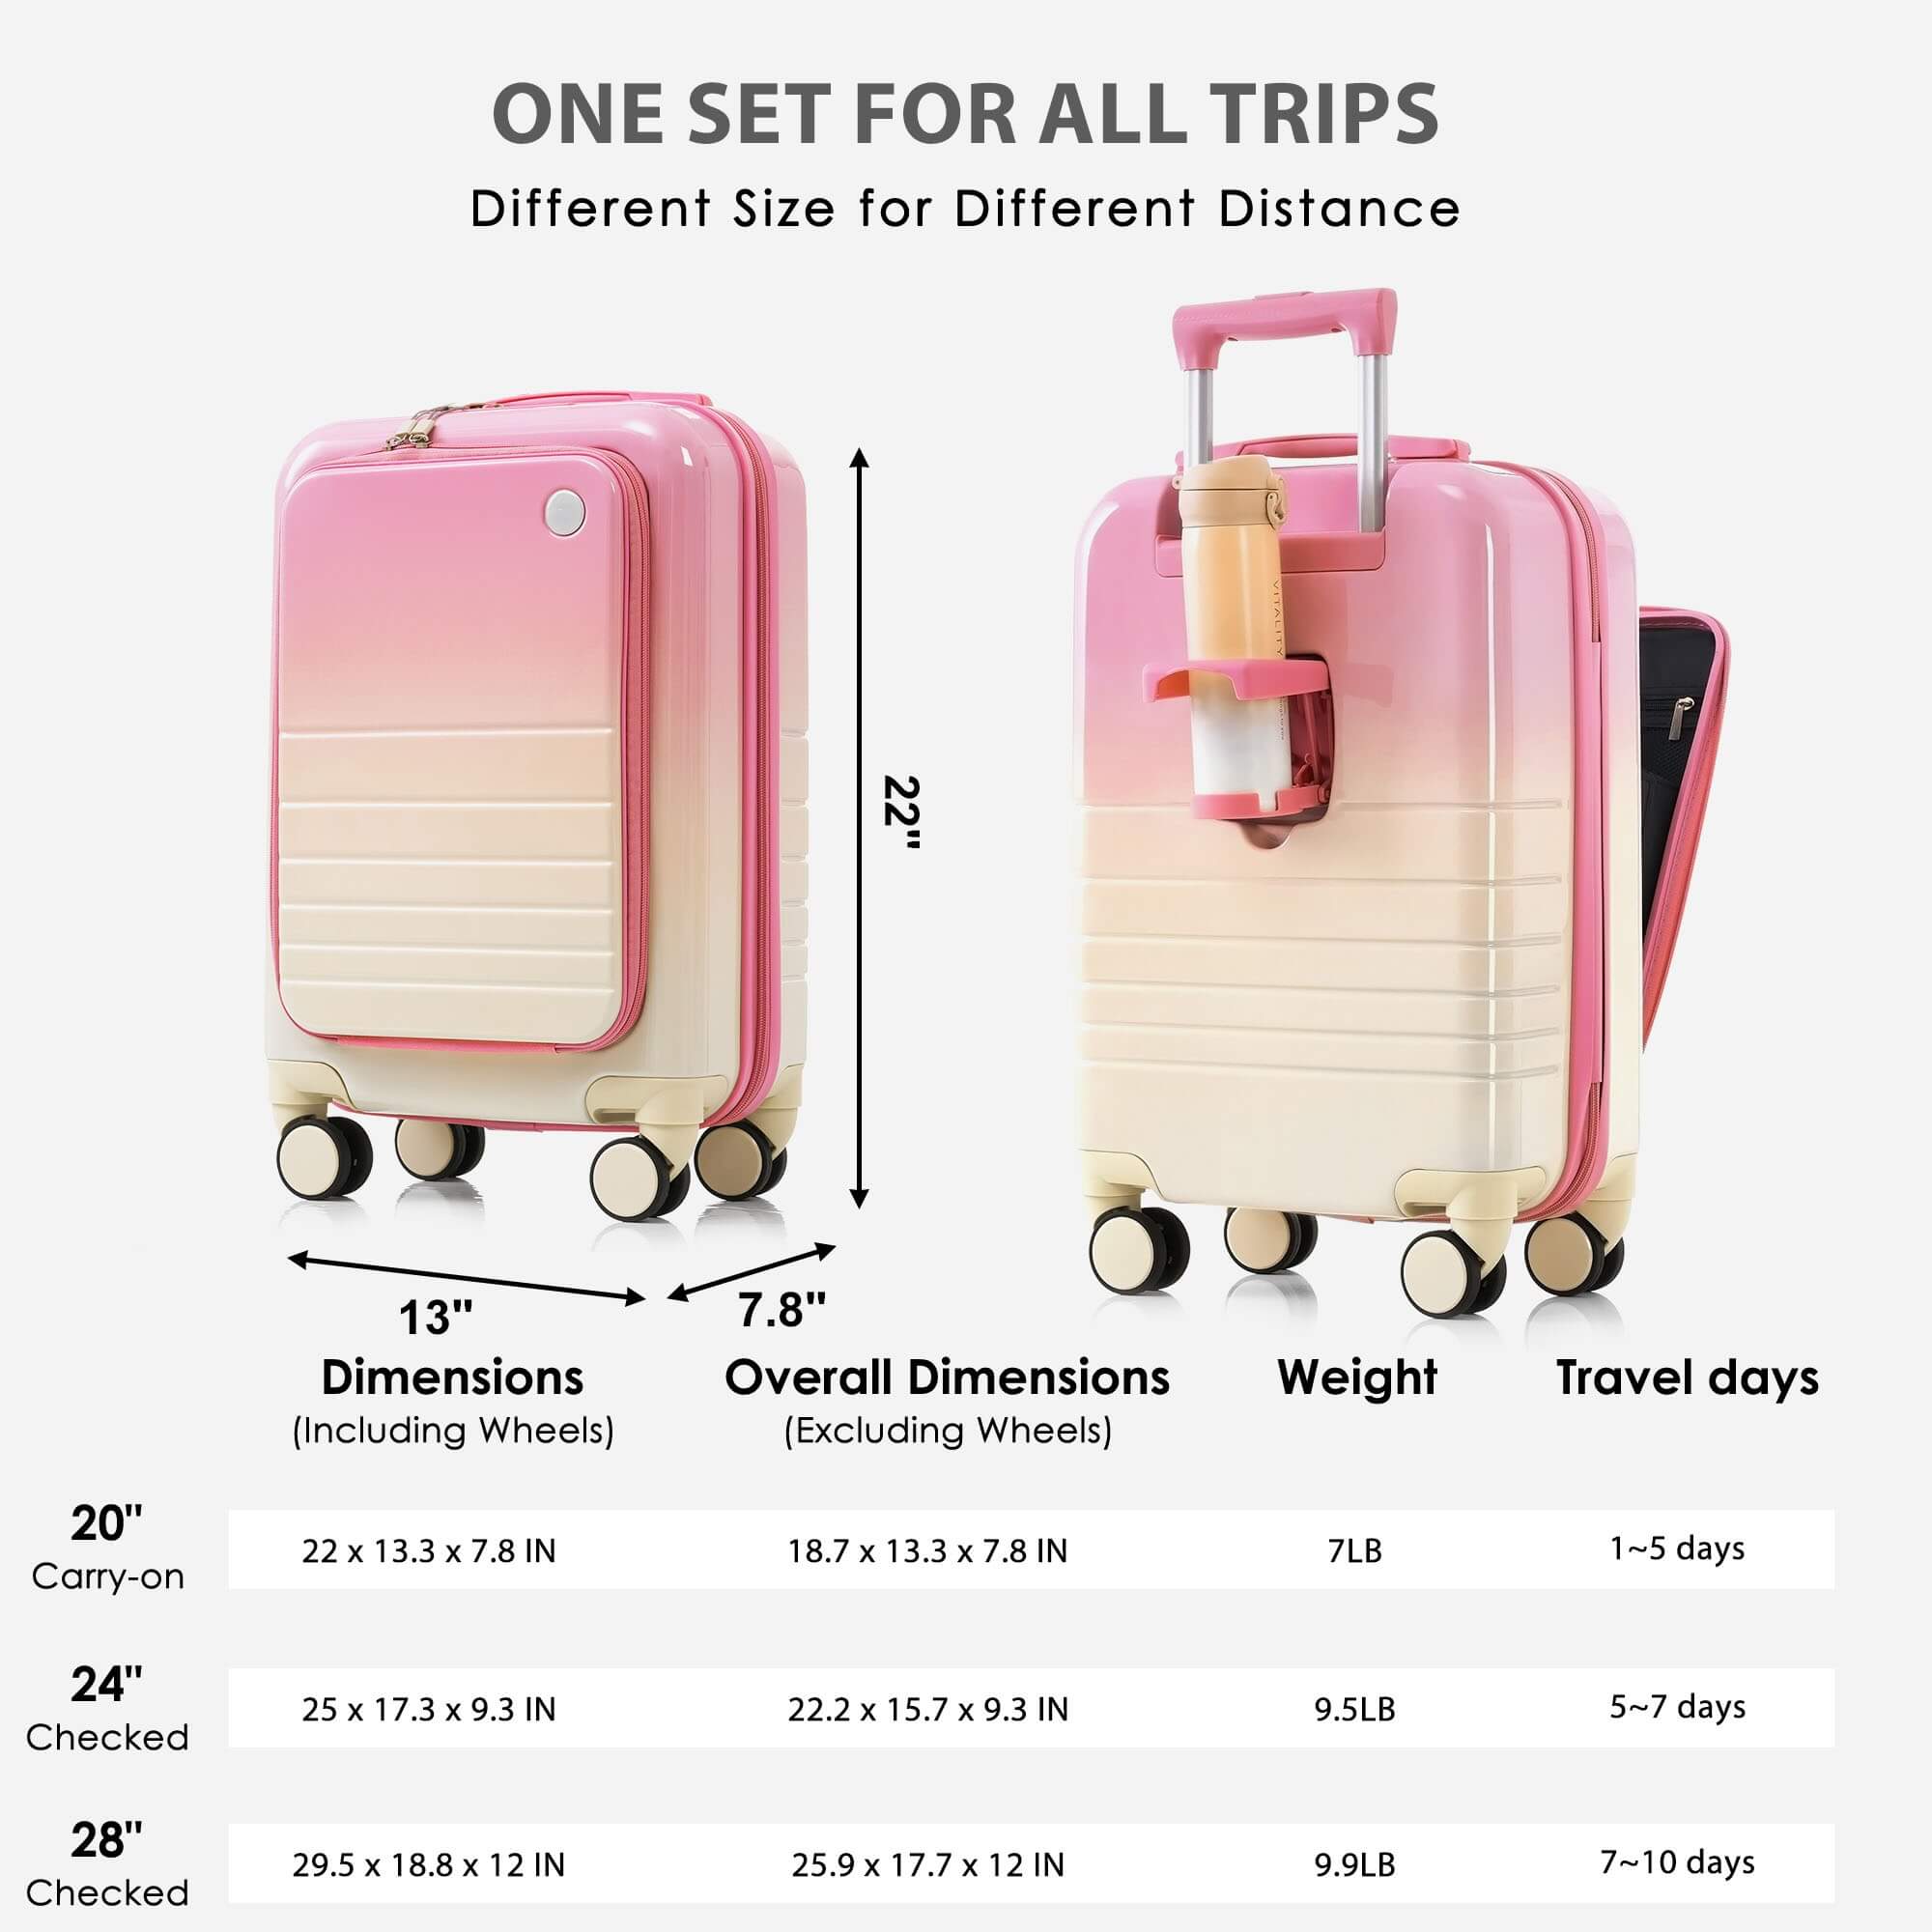 ONE SET FOR ALL TRIPS
Different Size for Different Distance
VITALITY
22"
13"
7.8"
Dimensions
(Including Wheels)
Overall Dimensions
(Excluding Wheels)
Weight
Travel days
20"
Carry-on
22 x 13.3 x 7.8 IN
18.7 x 13.3 x 7.8 IN
7LB
1~5 days
24"
Checked
25 x 17.3 x 9.3 IN
22.2 x 15.7 x 9.3 IN
9.5LB
5~7 days
28"
Checked
29.5 x 18.8 x 12 IN
25.9 x 17.7 x 12 IN
9.9LB
7~10 days